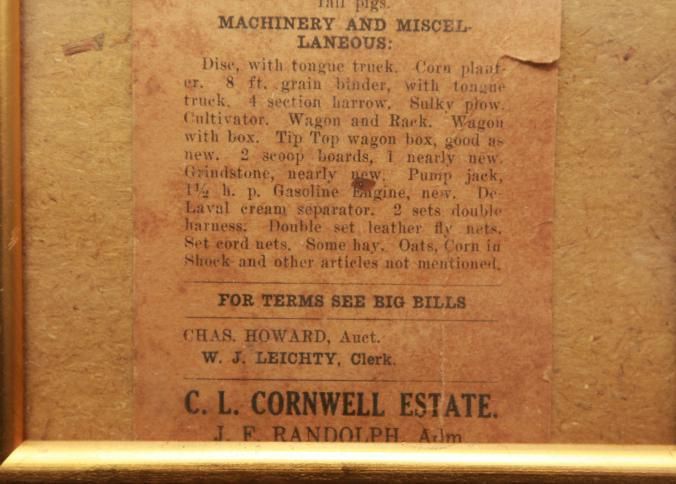 Fall pigs.
MACHINERY AND MISCEL-
LANEOUS:
Disc, with tongue truck. Corn plant-
er. 8 ft. grain binder, with tongue
truck. 4 section harrow. Sulky plow.
Cultivator. Wagon and Rack. Wagon
with box. Tip Top wagon box, good as
new. 2 scoop boards, 1 nearly new.
Grindstone, nearly new. Pump jack,
1½ h. p. Gasoline Engine, new. De-
Laval cream separator. 2 sets double
harness. Double set leather fly nets.
Set cord nets. Some hay. Oats, Corn in
Shock and other articles not mentioned.
FOR TERMS SEE BIG BILLS
CHAS. HOWARD, Auct.
W. J. LEICHTY, Clerk.
C. L. CORNWELL ESTATE.
J. F. RANDOLPH, Adm